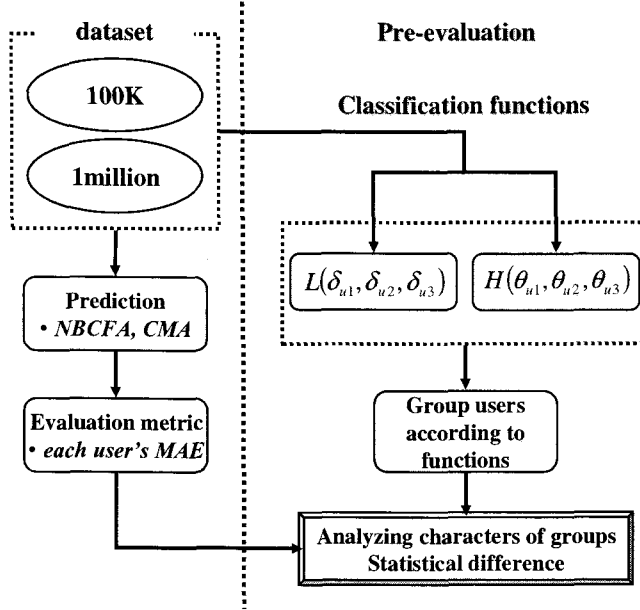 dataset
100K
1million
Prediction
• NBCFA, CMA
Evaluation metric
• each user's MAE
Pre-evaluation
Classification functions
L(δu1, δu2, δu3)
H(θu1, θu2, θu3)
Group users
according to
functions
Analyzing characters of groups
Statistical difference